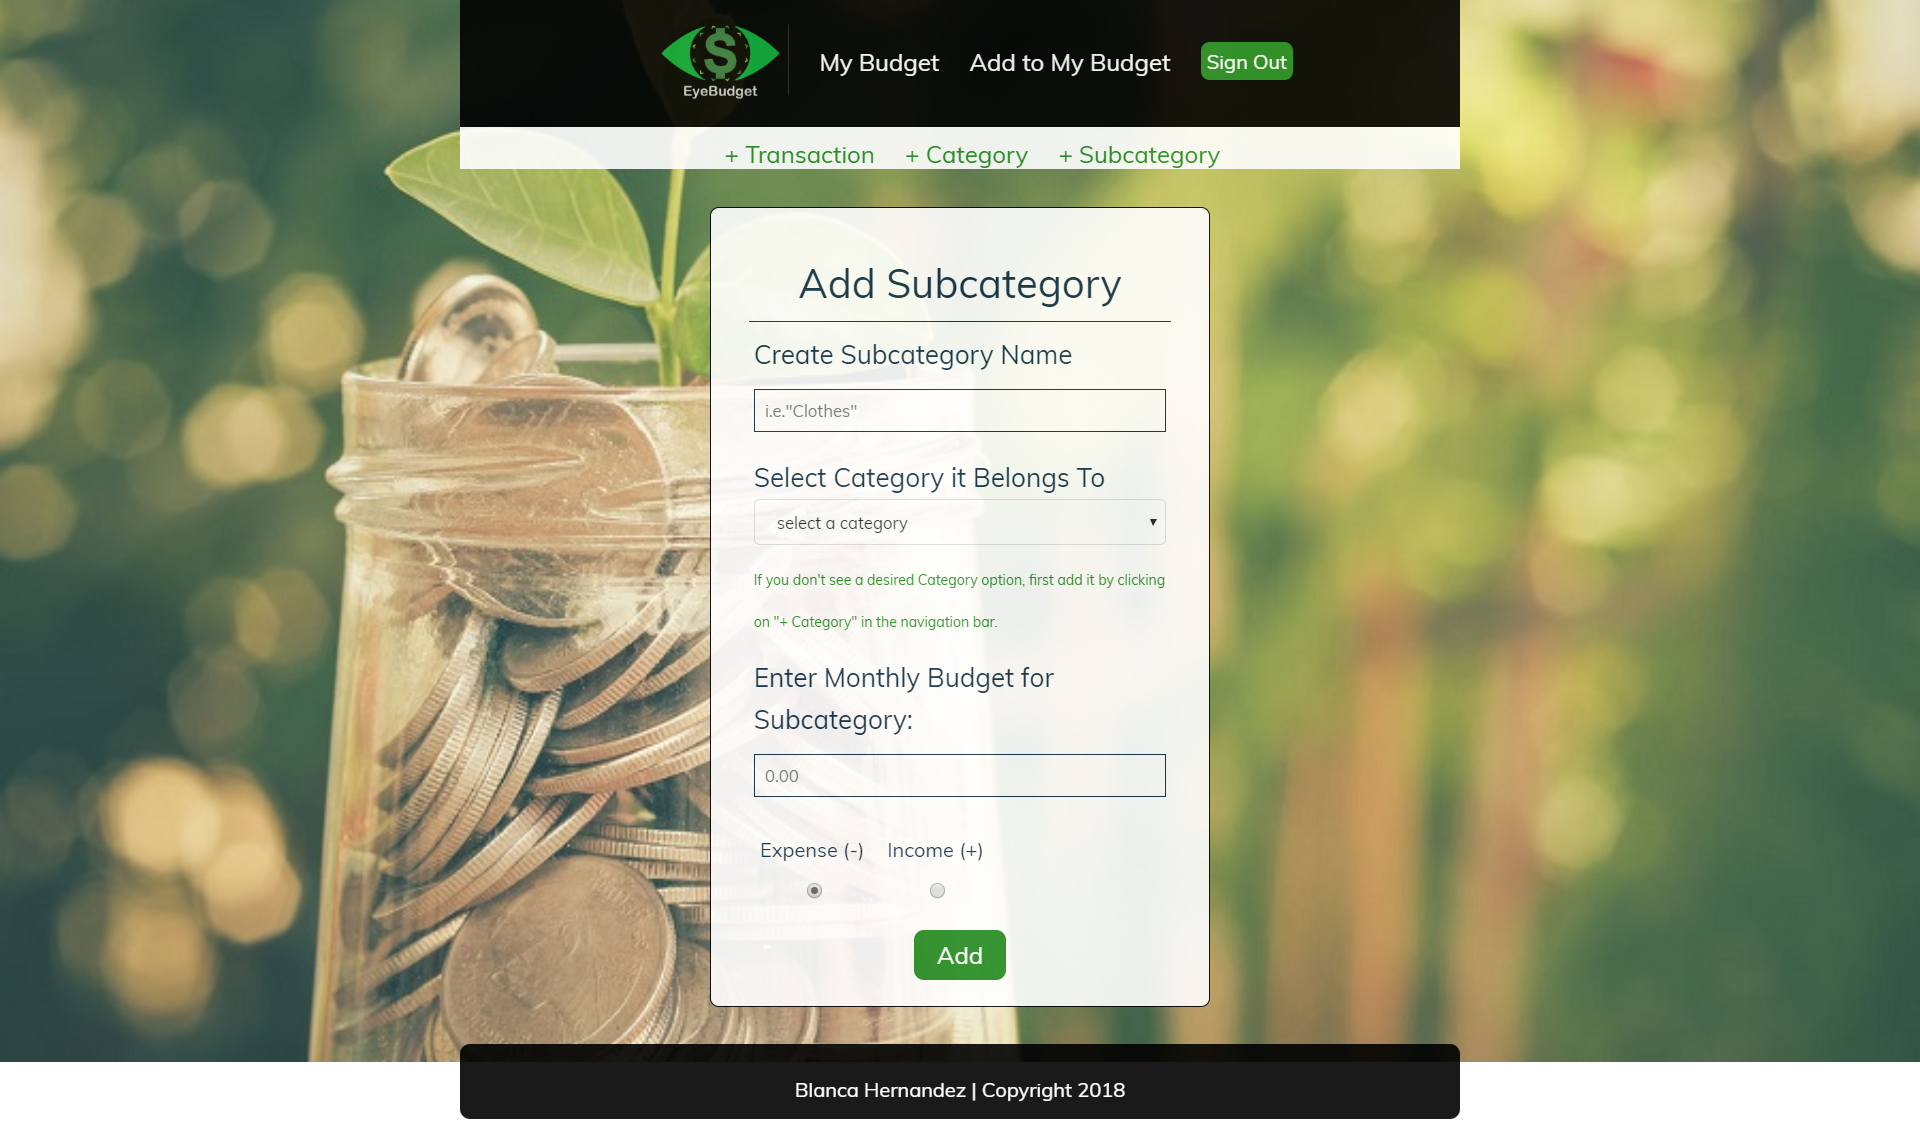 EyeBudget
My Budget
Add to My Budget
Sign Out
+ Transaction
+ Category
+ Subcategory
Add Subcategory
Create Subcategory Name
i.e."Clothes"
Select Category it Belongs To
select a category
If you don't see a desired Category option, first add it by clicking
on "+ Category" in the navigation bar.
Enter Monthly Budget for
Subcategory:
0.00
Expense (-)
Income (+)
Add
Blanca Hernandez | Copyright 2018